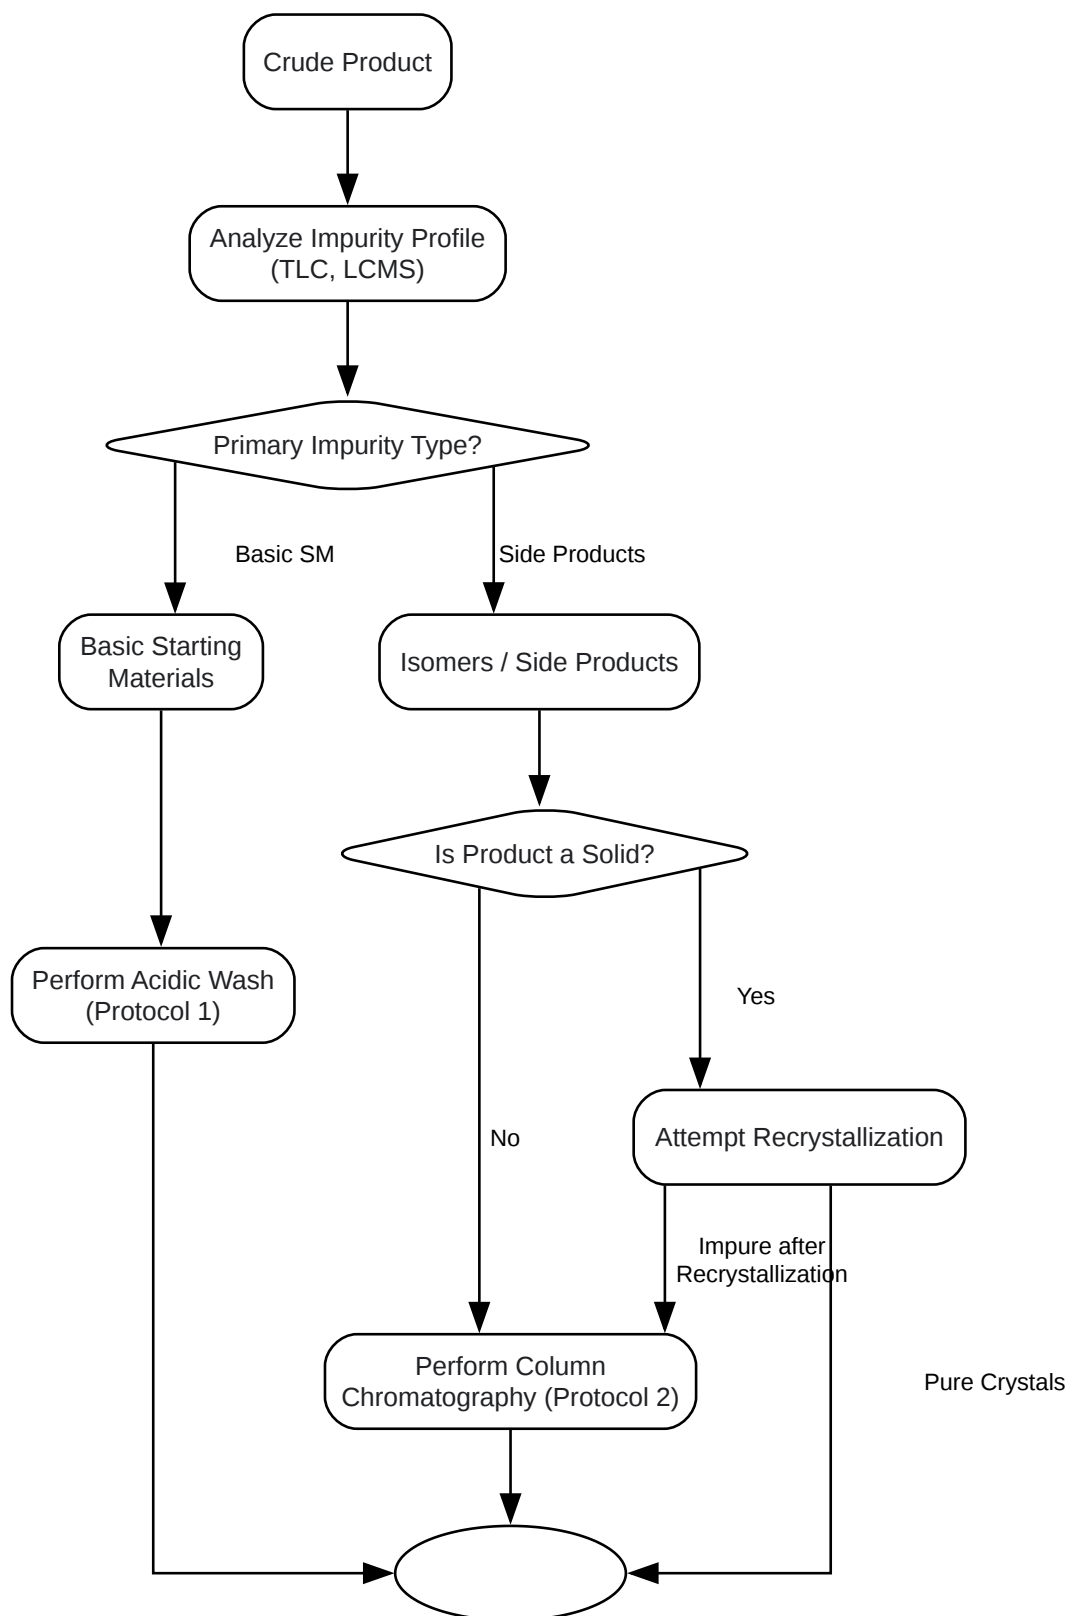 Crude Product
Analyze Impurity Profile
(TLC, LCMS)
Primary Impurity Type?
Basic SM
Side Products
Basic Starting
Materials
Isomers / Side Products
Is Product a Solid?
Perform Acidic Wash
(Protocol 1)
Yes
No
Attempt Recrystallization
Impure after
Recrystallization
Perform Column
Chromatography (Protocol 2)
Pure Crystals